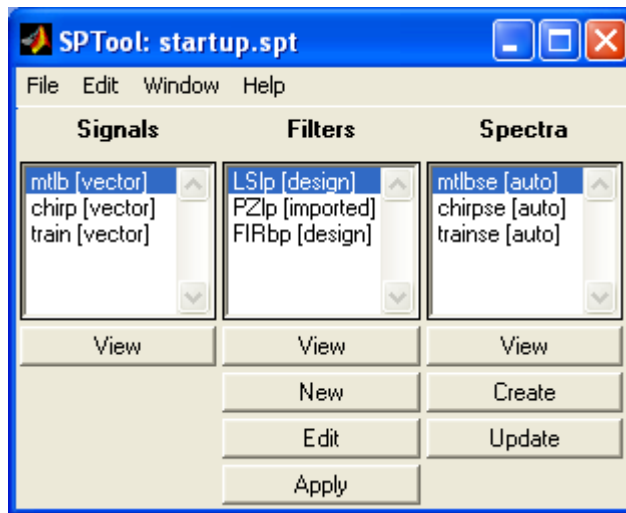 SPTool: startup.spt
File Edit Window Help
Signals Filters Spectra
mtlb [vector] LSlp [design] mtlbse [auto]
chirp [vector] PZlp [imported] chirpse [auto]
train [vector] FIRbp [design] trainse [auto]
View View View
New Create
Edit Update
Apply